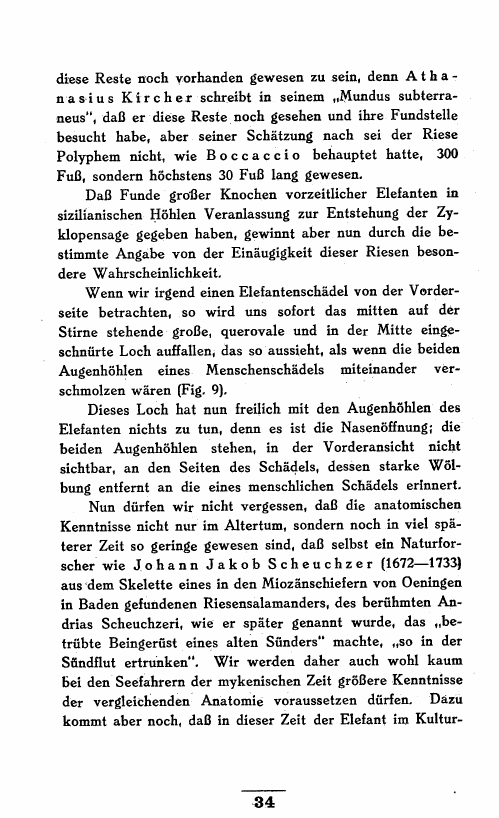 diese Reste noch vorhanden gewesen zu sein, denn A t h a -
n a s i u s  K i r c h e r schreibt in seinem „Mundus subterra-
neus“, daß er diese Reste noch gesehen und ihre Fundstelle
besucht habe, aber seiner Schätzung nach sei der Riese
Polyphem nicht, wie B o c c a c c i o behauptet hatte, 300
Fuß, sondern höchstens 30 Fuß lang gewesen.
Daß Funde großer Knochen vorzeitlicher Elefanten in
sizilianischen Höhlen Veranlassung zur Entstehung der Zy-
klopensage gegeben haben, gewinnt aber nun durch die be-
stimmte Angabe von der Einäugigkeit dieser Riesen beson-
dere Wahrscheinlichkeit.
Wenn wir irgend einen Elefantenschädel von der Vorder-
seite betrachten, so wird uns sofort das mitten auf der
Stirne stehende große, querovale und in der Mitte einge-
schnürte Loch auffallen, das so aussieht, als wenn die beiden
Augenhöhlen eines Menschenschädels miteinander ver-
schmolzen wären (Fig. 9).
Dieses Loch hat nun freilich mit den Augenhöhlen des
Elefanten nichts zu tun, denn es ist die Nasenöffnung; die
beiden Augenhöhlen stehen, in der Vorderansicht nicht
sichtbar, an den Seiten des Schädels, dessen starke Wöl-
bung entfernt an die eines menschlichen Schädels erinnert.
Nun dürfen wir nicht vergessen, daß die anatomischen
Kenntnisse nicht nur im Altertum, sondern noch in viel spä-
terer Zeit so geringe gewesen sind, daß selbst ein Naturfor-
scher wie J o h a n n  J a k o b  S c h e u c h z e r (1672—1733)
aus dem Skelette eines in den Miozänschiefern von Oeningen
in Baden gefundenen Riesensalamanders, des berühmten An-
drias Scheuchzeri, wie er später genannt wurde, das „be-
trübte Beingerüst eines alten Sünders“ machte, „so in der
Sündflut ertrunken“. Wir werden daher auch wohl kaum
bei den Seefahrern der mykenischen Zeit größere Kenntnisse
der vergleichenden Anatomie voraussetzen dürfen. Dazu
kommt aber noch, daß in dieser Zeit der Elefant im Kultur-
34